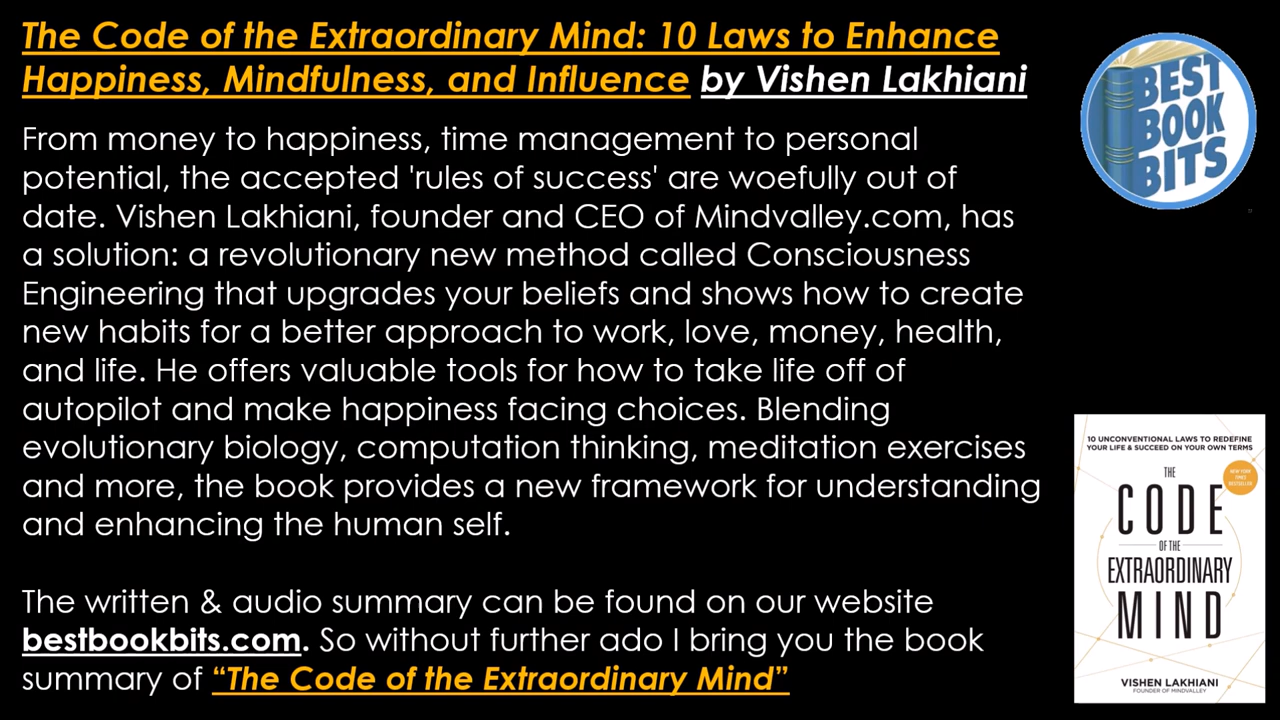 The Code of the Extraordinary Mind: 10 Laws to Enhance
Happiness, Mindfulness, and Influence by Vishen Lakhiani
From money to happiness, time management to personal
potential, the accepted 'rules of success' are woefully out of
date. Vishen Lakhiani, founder and CEO of Mindvalley.com, has
a solution: a revolutionary new method called Consciousness
Engineering that upgrades your beliefs and shows how to create
new habits for a better approach to work, love, money, health,
and life. He offers valuable tools for how to take life off of
autopilot and make happiness facing choices. Blending
evolutionary biology, computation thinking, meditation exercises
and more, the book provides a new framework for understanding
and enhancing the human self.
The written & audio summary can be found on our website
bestbookbits.com. So without further ado I bring you the book
summary of “The Code of the Extraordinary Mind”
BEST
BOOK
BITS
10 UNCONVENTIONAL LAWS TO REDEFINE
YOUR LIFE & SUCCEED ON YOUR OWN TERMS
NEW YORK
TIMES
BESTSELLER
THE
CODE
OF THE
EXTRAORDINARY
MIND
VISHEN LAKHIANI
FOUNDER OF MINDVALLEY